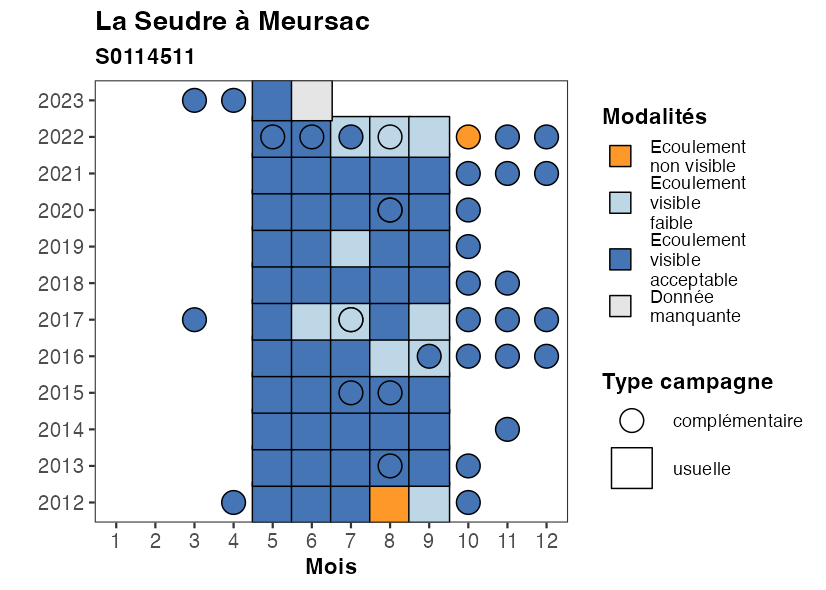 La Seudre à Meursac
S0114511
2023
2022
2021
2020
2019
2018
2017
2016
2015
2014
2013
2012
1 2 3 4 5 6 7 8 9 10 11 12
Mois
Modalités
Ecoulement
non visible
Ecoulement
visible
faible
Ecoulement
visible
acceptable
Donnée
manquante
Type campagne
complémentaire
usuelle